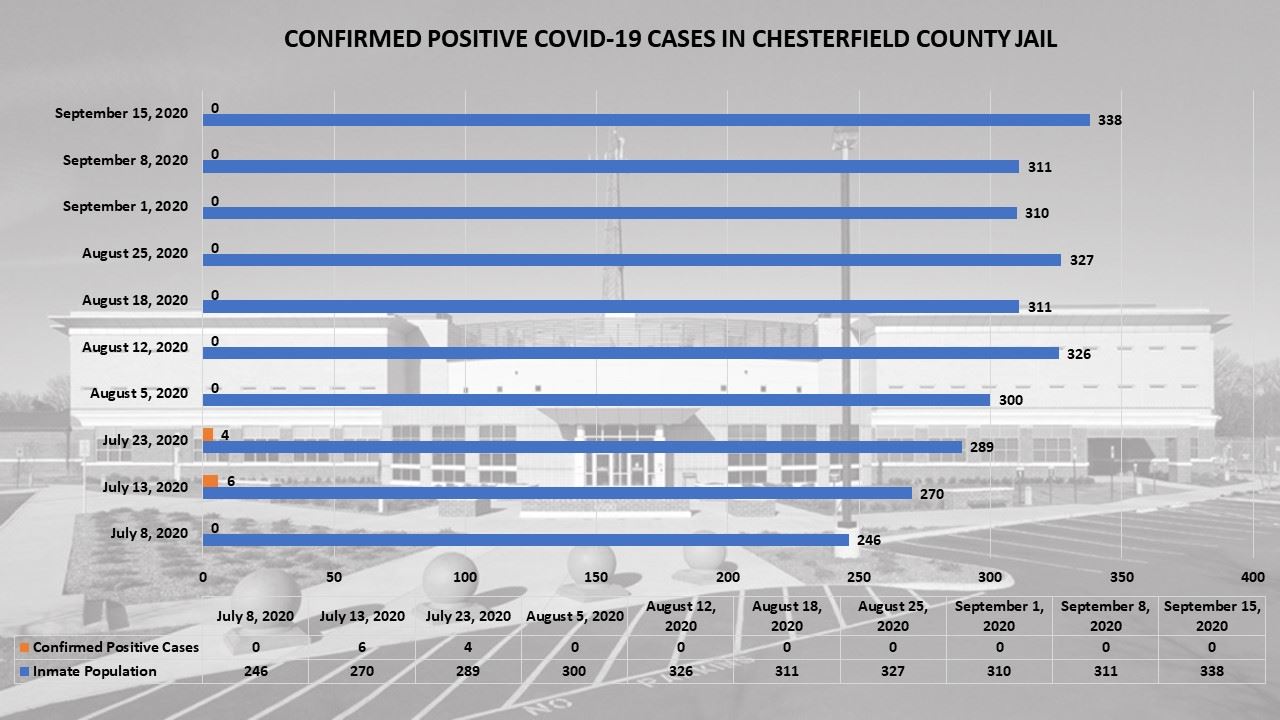 CONFIRMED POSITIVE COVID-19 CASES IN CHESTERFIELD COUNTY JAIL
September 15, 2020 0 338
September 8, 2020 0 311
September 1, 2020 0 310
August 25, 2020 0 327
August 18, 2020 0 311
August 12, 2020 0 326
August 5, 2020 0 300
July 23, 2020 4 289
July 13, 2020 6 270
July 8, 2020 0 246
0 50 100 150 200 250 300 350 400
July 8, 2020 July 13, 2020 July 23, 2020 August 5, 2020 August 12, 2020 August 18, 2020 August 25, 2020 September 1, 2020 September 8, 2020 September 15, 2020
Confirmed Positive Cases 0 6 4 0 0 0 0 0 0 0
Inmate Population 246 270 289 300 326 311 327 310 311 338
NO PARKING